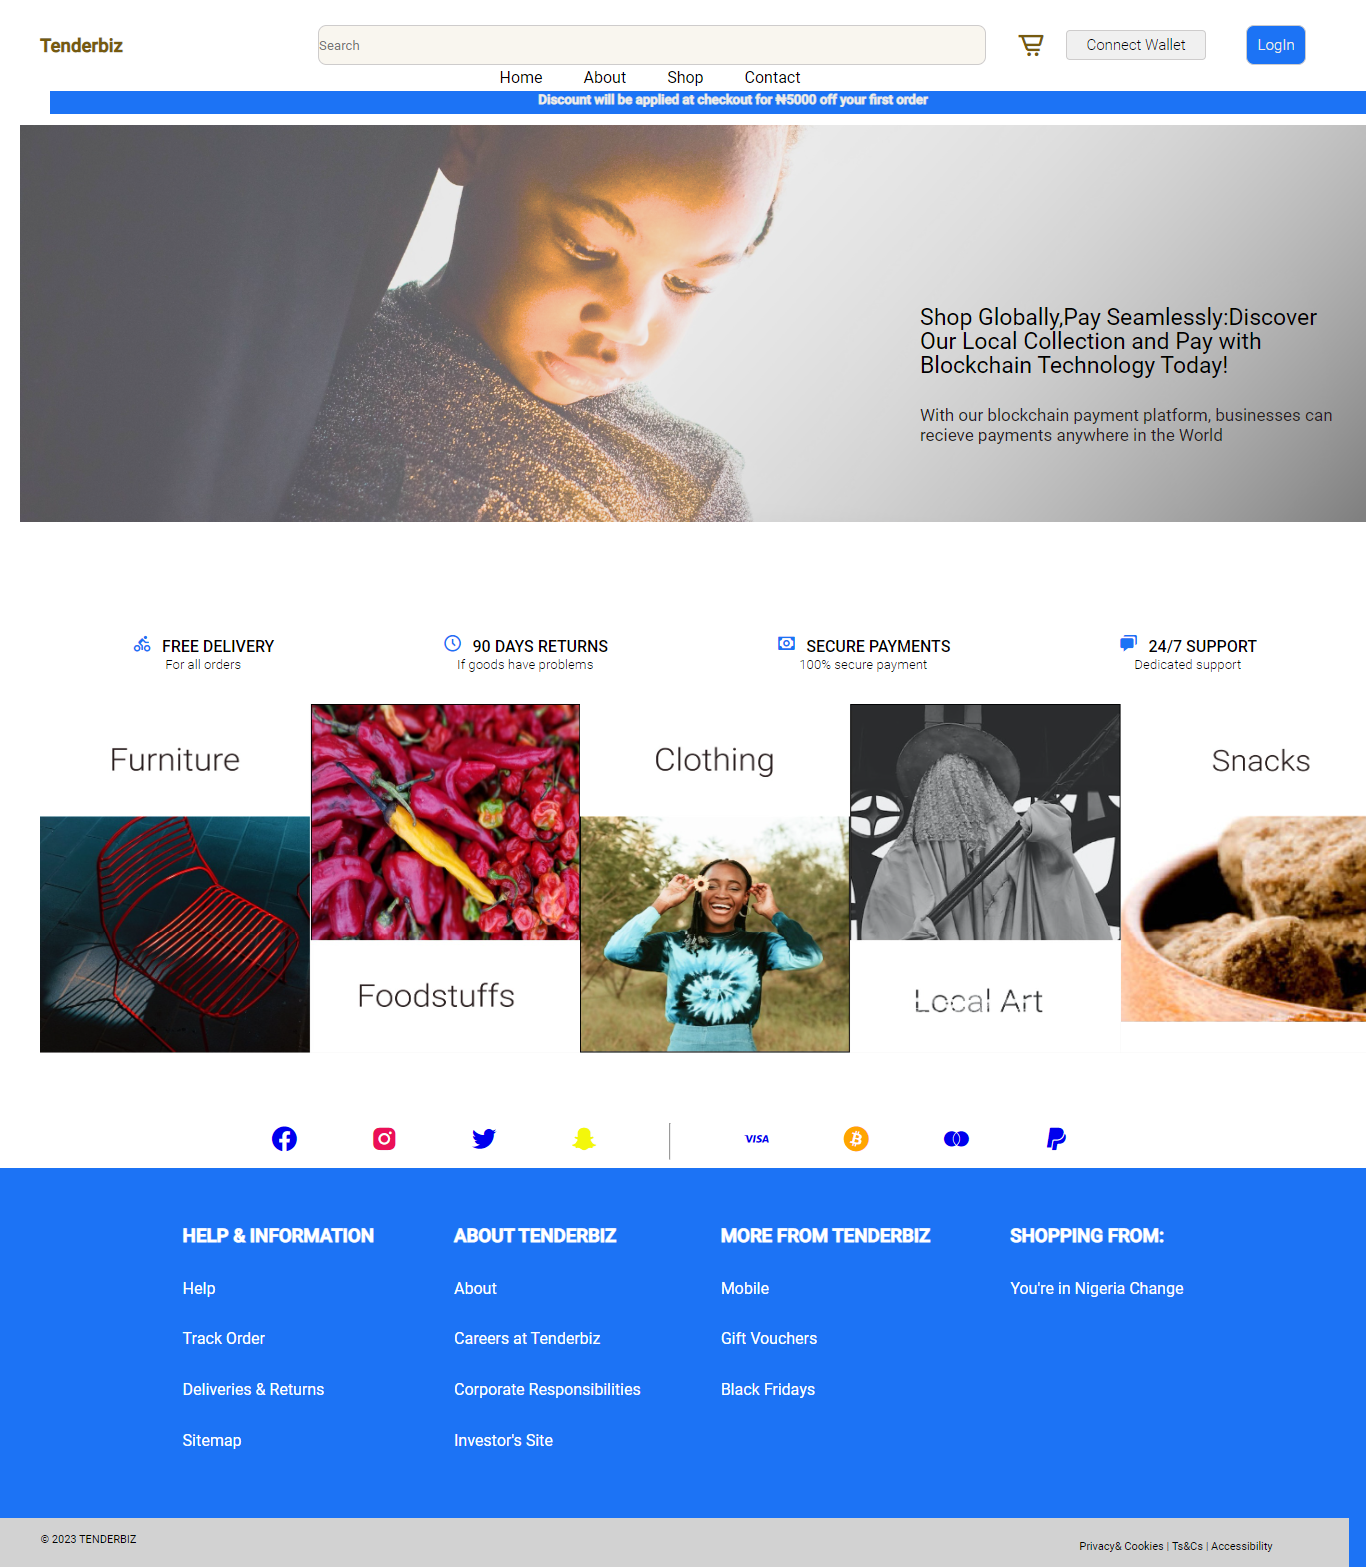 Tenderbiz
Search
Connect Wallet
LogIn
Home About Shop Contact
Discount will be applied at checkout for ₦5000 off your first order
Shop Globally,Pay Seamlessly:Discover
Our Local Collection and Pay with
Blockchain Technology Today!
With our blockchain payment platform, businesses can
recieve payments anywhere in the World
FREE DELIVERY
For all orders
90 DAYS RETURNS
If goods have problems
SECURE PAYMENTS
100% secure payment
24/7 SUPPORT
Dedicated support
Furniture
Foodstuffs
Clothing
Local Art
Snacks
VISA
HELP & INFORMATION
Help
Track Order
Deliveries & Returns
Sitemap
ABOUT TENDERBIZ
About
Careers at Tenderbiz
Corporate Responsibilities
Investor's Site
MORE FROM TENDERBIZ
Mobile
Gift Vouchers
Black Fridays
SHOPPING FROM:
You're in Nigeria Change
© 2023 TENDERBIZ
Privacy& Cookies | Ts&Cs | Accessibility